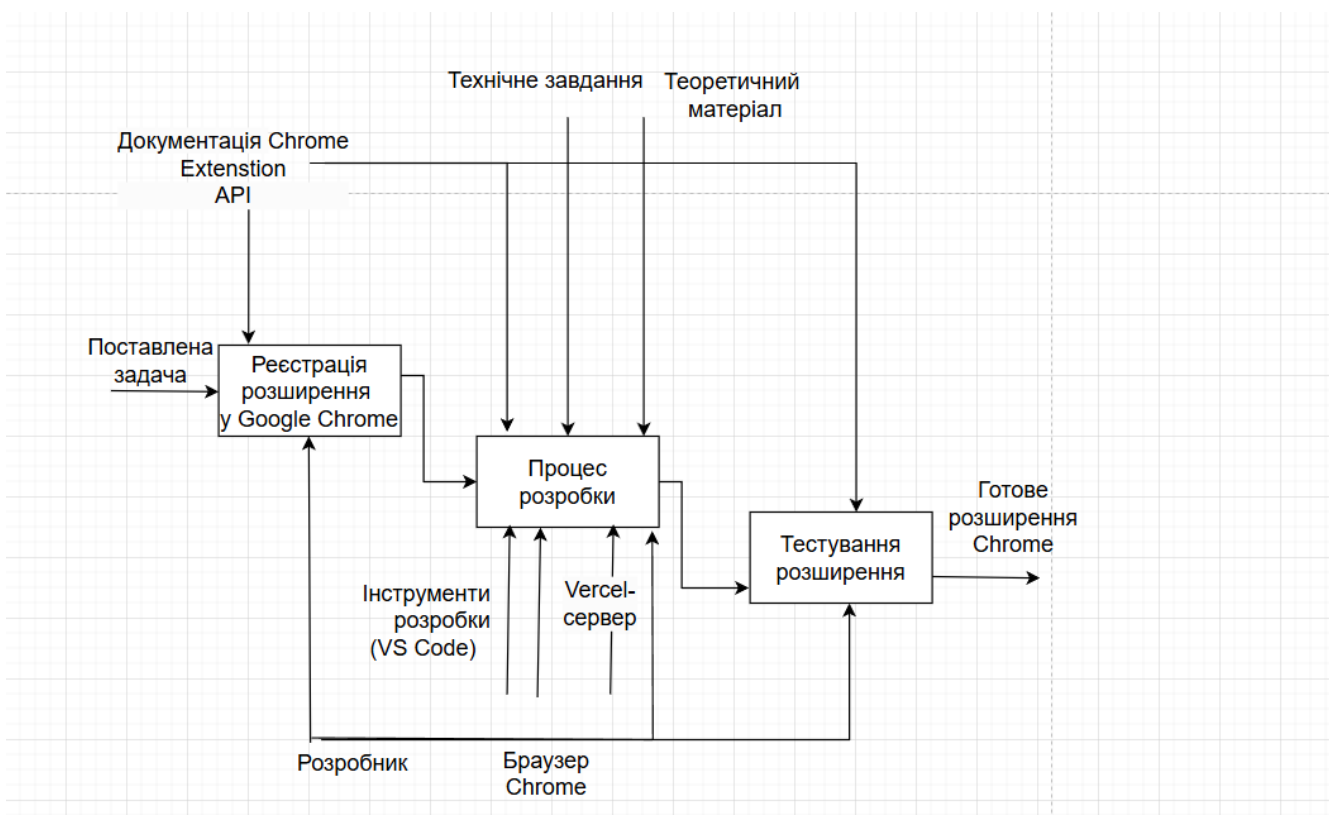 Технічне завдання
Теоретичний
матеріал
Документація Chrome
Extenstion
API
Поставлена
задача
Реєстрація
розширення
у Google Chrome
Процес
розробки
Готове
розширення
Chrome
Тестування
розширення
Інструменти
розробки
(VS Code)
Vercel-
сервер
Розробник
Браузер
Chrome